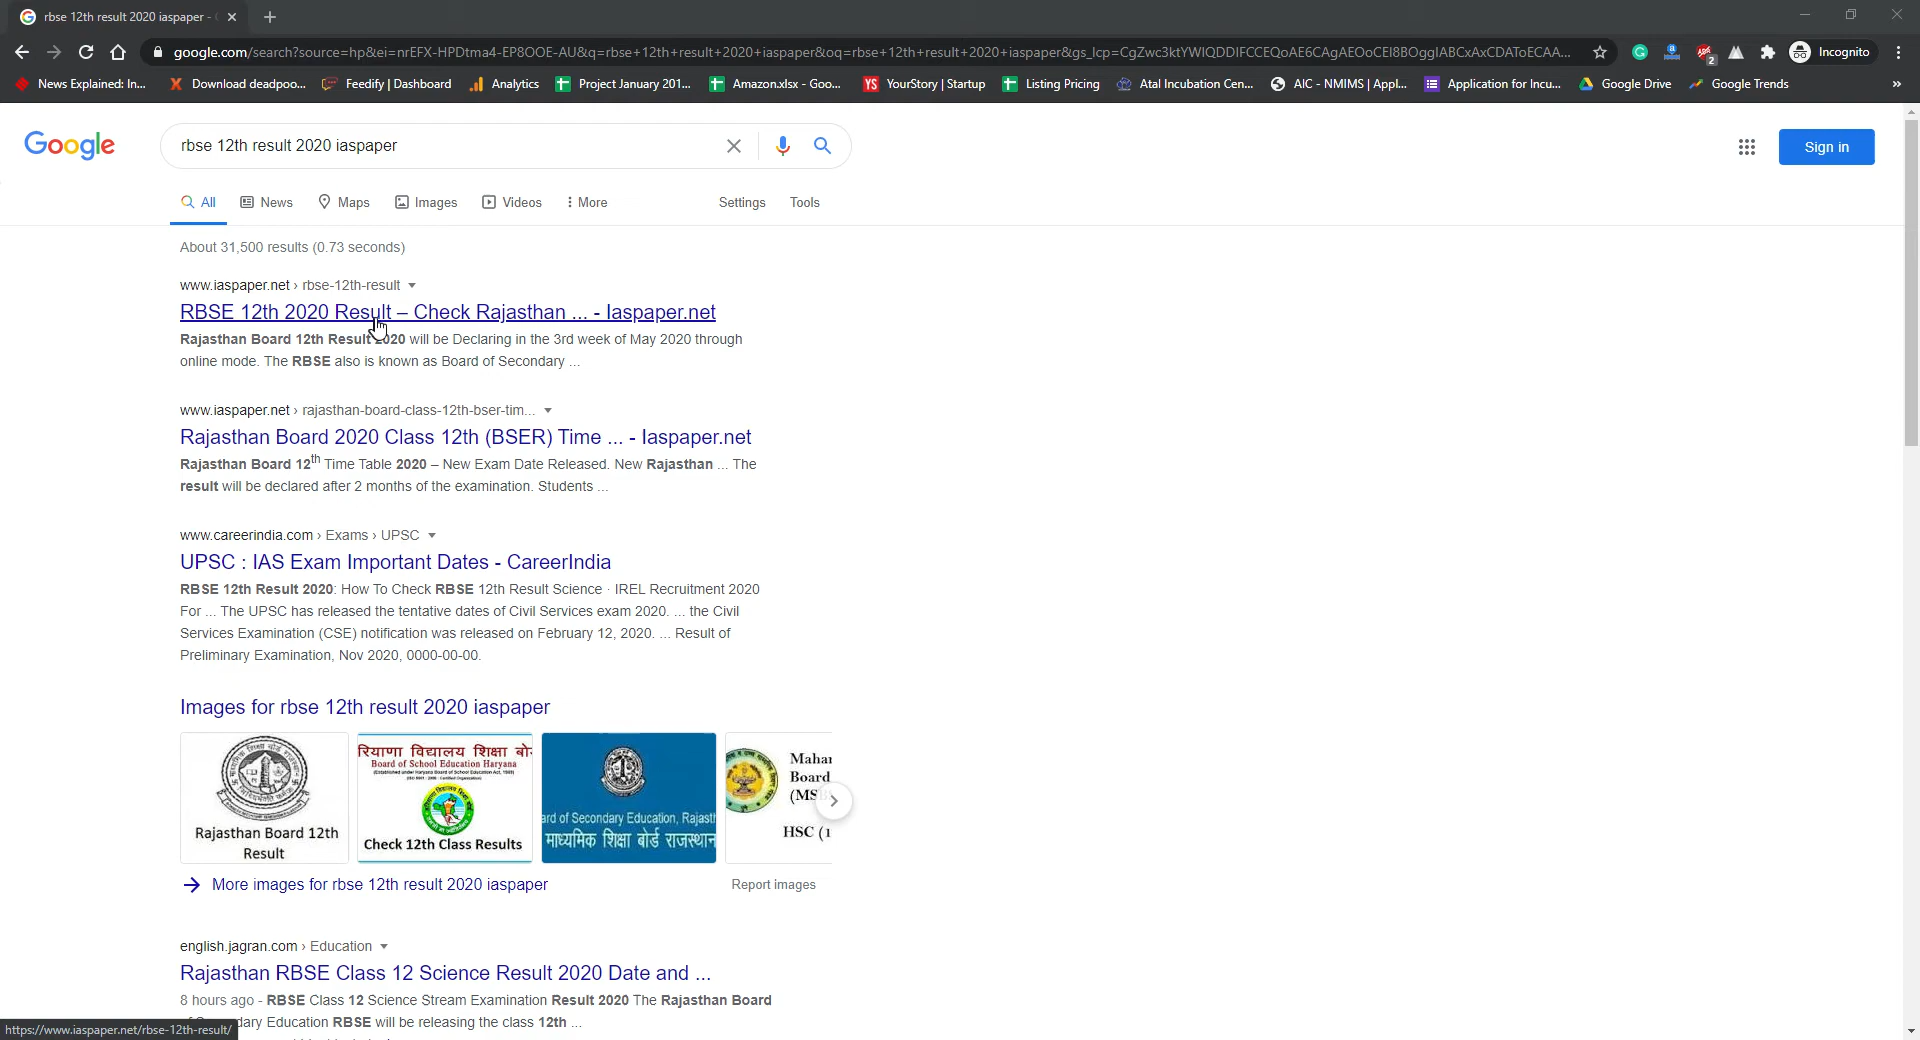 rbse 12th result 2020 iaspaper -
google.com/search?source=hp&ei=nrEFX-HPDtma4-EP8OOE-AU&q=rbse+12th+result+2020+iaspaper&oq=rbse+12th+result+2020+iaspaper&gs_lcp=CgZwc3ktYWIQDDIFCCEQoAE6CAgAEOoCEI8BOggIABCxAxCDAToECAA...
Incognito
News Explained: In...
Download deadpoo...
Feedify | Dashboard
Analytics
Project January 201...
Amazon.xlsx - Goo...
YourStory | Startup
Listing Pricing
Atal Incubation Cen...
AIC - NMIMS | Appl...
Application for Incu...
Google Drive
Google Trends
Google
rbse 12th result 2020 iaspaper
Sign in
All
News
Maps
Images
Videos
More
Settings
Tools
About 31,500 results (0.73 seconds)
www.iaspaper.net › rbse-12th-result
RBSE 12th 2020 Result – Check Rajasthan ... - Iaspaper.net
Rajasthan Board 12th Result 2020 will be Declaring in the 3rd week of May 2020 through
online mode. The RBSE also is known as Board of Secondary ...
www.iaspaper.net › rajasthan-board-class-12th-bser-tim...
Rajasthan Board 2020 Class 12th (BSER) Time ... - Iaspaper.net
Rajasthan Board 12th Time Table 2020 – New Exam Date Released. New Rajasthan ... The
result will be declared after 2 months of the examination. Students ...
www.careerindia.com › Exams › UPSC
UPSC : IAS Exam Important Dates - CareerIndia
RBSE 12th Result 2020: How To Check RBSE 12th Result Science · IREL Recruitment 2020
For ... The UPSC has released the tentative dates of Civil Services exam 2020. ... the Civil
Services Examination (CSE) notification was released on February 12, 2020. ... Result of
Preliminary Examination, Nov 2020, 0000-00-00.
Images for rbse 12th result 2020 iaspaper
Rajasthan Board 12th
Result
रियाणा विद्यालय शिक्षा बो
Board of School Education Haryana
Check 12th Class Results
rd of Secondary Education, Rajast
माध्यमिक शिक्षा बोर्ड राजस्थान
Mahar
Board
(MSB
HSC (1
More images for rbse 12th result 2020 iaspaper
Report images
english.jagran.com › Education
Rajasthan RBSE Class 12 Science Result 2020 Date and ...
8 hours ago - RBSE Class 12 Science Stream Examination Result 2020 The Rajasthan Board
dary Education RBSE will be releasing the class 12th ...
https://www.iaspaper.net/rbse-12th-result/